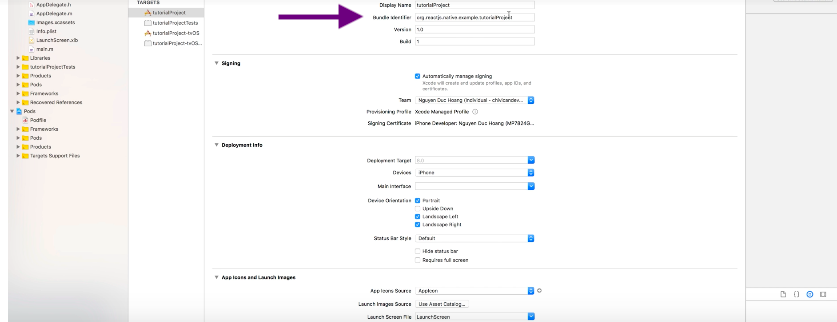 AppDelegate.h
AppDelegate.m
Images.xcassets
Info.plist
LaunchScreen.xib
main.m
Libraries
tutorialProjectTests
Products
Pods
Frameworks
Recovered References
Pods
Podfile
Frameworks
Pods
Products
Targets Support Files
TARGETS
tutorialProject
tutorialProjectTests
tutorialProject-tvOS
tutorialProject-tvOS...
Display Name tutorialProject
Bundle Identifier org.reactjs.native.example.tutorialProject
Version 1.0
Build 1
Signing
Automatically manage signing
Xcode will create and update profiles, app IDs, and
certificates.
Team Nguyen Duc Hoang (Individual - chivicandev...
Provisioning Profile Xcode Managed Profile
Signing Certificate iPhone Developer: Nguyen Duc Hoang (MP7824G...
Deployment Info
Deployment Target 8.0
Devices iPhone
Main Interface
Device Orientation Portrait
Upside Down
Landscape Left
Landscape Right
Status Bar Style Default
Hide status bar
Requires full screen
App Icons and Launch Images
App Icons Source AppIcon
Launch Images Source Use Asset Catalog...
Launch Screen File LaunchScreen